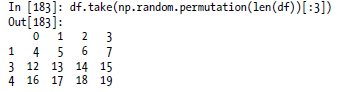 In [183]: df.take(np.random.permutation(len(df))[:3])
Out[183]:
    0   1   2   3
1   4   5   6   7
3  12  13  14  15
4  16  17  18  19